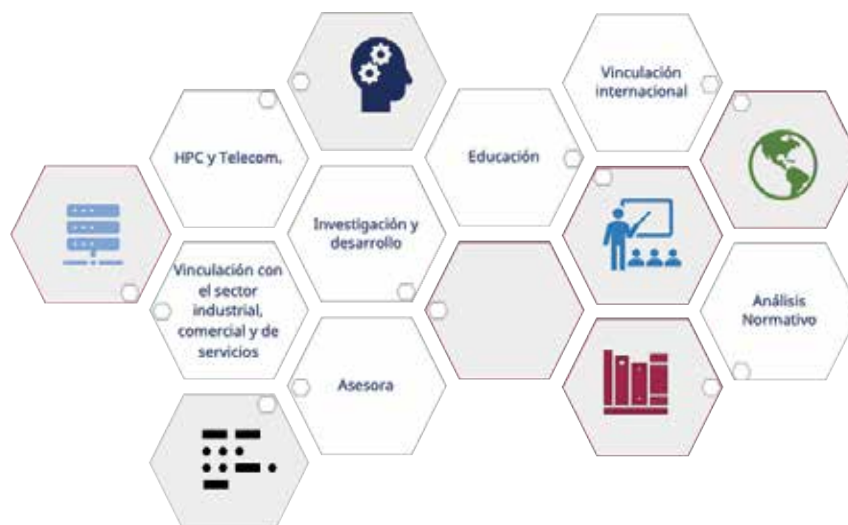 Vinculación
internacional
HPC y Telecom.
Educación
Investigación y
desarrollo
Vinculación con
el sector
industrial,
comercial y de
servicios
Análisis
Normativo
Asesora